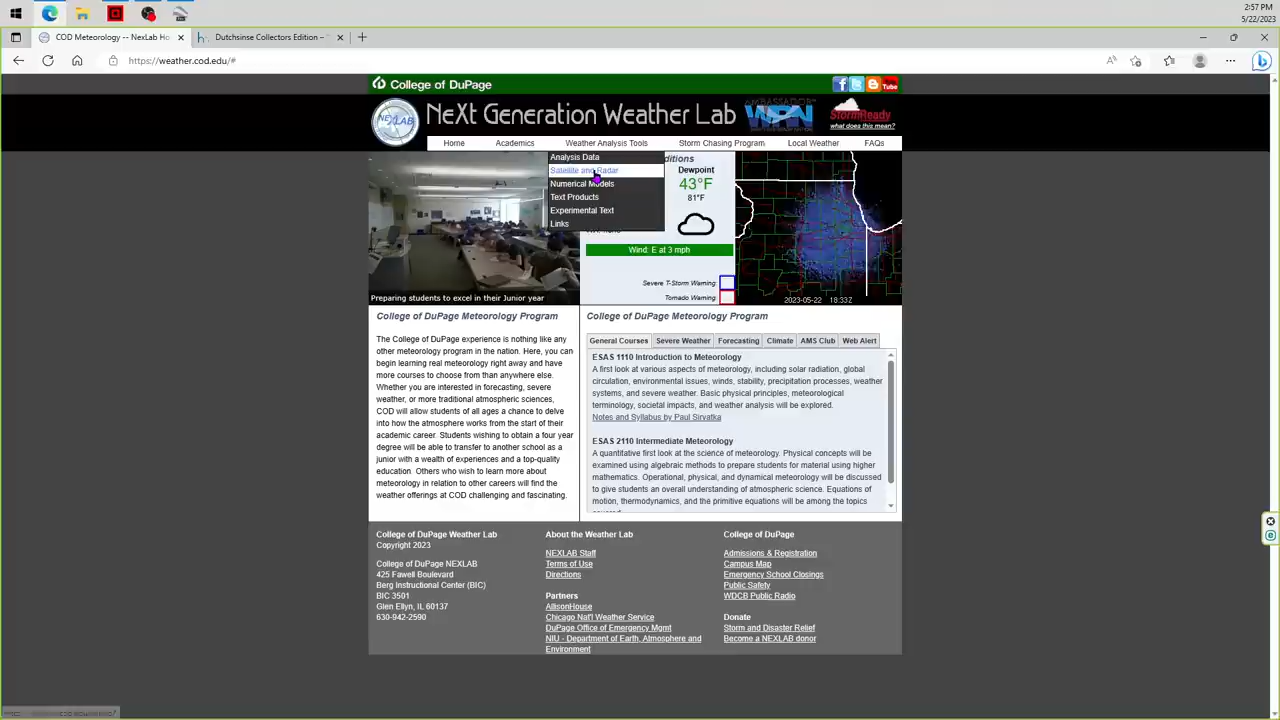 2:57 PM
5/22/2023
COD Meteorology -- NexLab Ho
Dutchsinse Collectors Edition –
https://weather.cod.edu/#
College of DuPage
NeXt Generation Weather Lab
NEXLAB
AMBASSADOR
StormReady
what does this mean?
Home
Academics
Weather Analysis Tools
Storm Chasing Program
Local Weather
FAQs
Analysis Data
Satellite and Radar
Numerical Models
Text Products
Experimental Text
Links
ditions
Dewpoint
43°F
81°F
Wind: E at 3 mph
Severe T-Storm Warning:
Tornado Warning:
2023-05-22 18:33Z
Preparing students to excel in their Junior year
College of DuPage Meteorology Program
The College of DuPage experience is nothing like any
other meteorology program in the nation. Here, you can
begin learning real meteorology right away and have
more courses to choose from than anywhere else.
Whether you are interested in forecasting, severe
weather, or more traditional atmospheric sciences,
COD will allow students of all ages a chance to delve
into how the atmosphere works from the start of their
academic career. Students wishing to obtain a four year
degree will be able to transfer to another school as a
junior with a wealth of experiences and a top-quality
education. Others who wish to learn more about
meteorology in relation to other careers will find the
weather offerings at COD challenging and fascinating.
College of DuPage Meteorology Program
General Courses
Severe Weather
Forecasting
Climate
AMS Club
Web Alert
ESAS 1110 Introduction to Meteorology
A first look at various aspects of meteorology, including solar radiation, global
circulation, environmental issues, winds, stability, precipitation processes, weather
systems, and severe weather. Basic physical principles, meteorological
terminology, societal impacts, and weather analysis will be explored.
Notes and Syllabus by Paul Sirvatka
ESAS 2110 Intermediate Meteorology
A quantitative first look at the science of meteorology. Physical concepts will be
examined using algebraic methods to prepare students for material using higher
mathematics. Operational, physical, and dynamical meteorology will be discussed
to give students an overall understanding of atmospheric science. Equations of
motion, thermodynamics, and the primitive equations will be among the topics
College of DuPage Weather Lab
Copyright 2023
College of DuPage NEXLAB
425 Fawell Boulevard
Berg Instructional Center (BIC)
BIC 3501
Glen Ellyn, IL 60137
630-942-2590
About the Weather Lab
NEXLAB Staff
Terms of Use
Directions
Partners
AllisonHouse
Chicago Nat'l Weather Service
DuPage Office of Emergency Mgmt
NIU - Department of Earth, Atmosphere and
Environment
College of DuPage
Admissions & Registration
Campus Map
Emergency School Closings
Public Safety
WDCB Public Radio
Donate
Storm and Disaster Relief
Become a NEXLAB donor